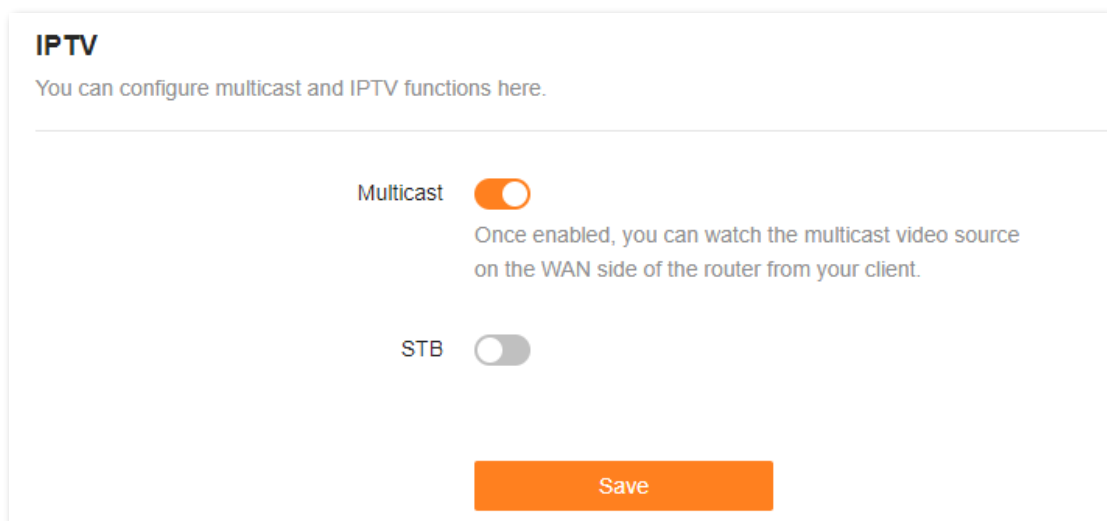 IPTV
You can configure multicast and IPTV functions here.
Multicast
Once enabled, you can watch the multicast video source
on the WAN side of the router from your client.
STB
Save